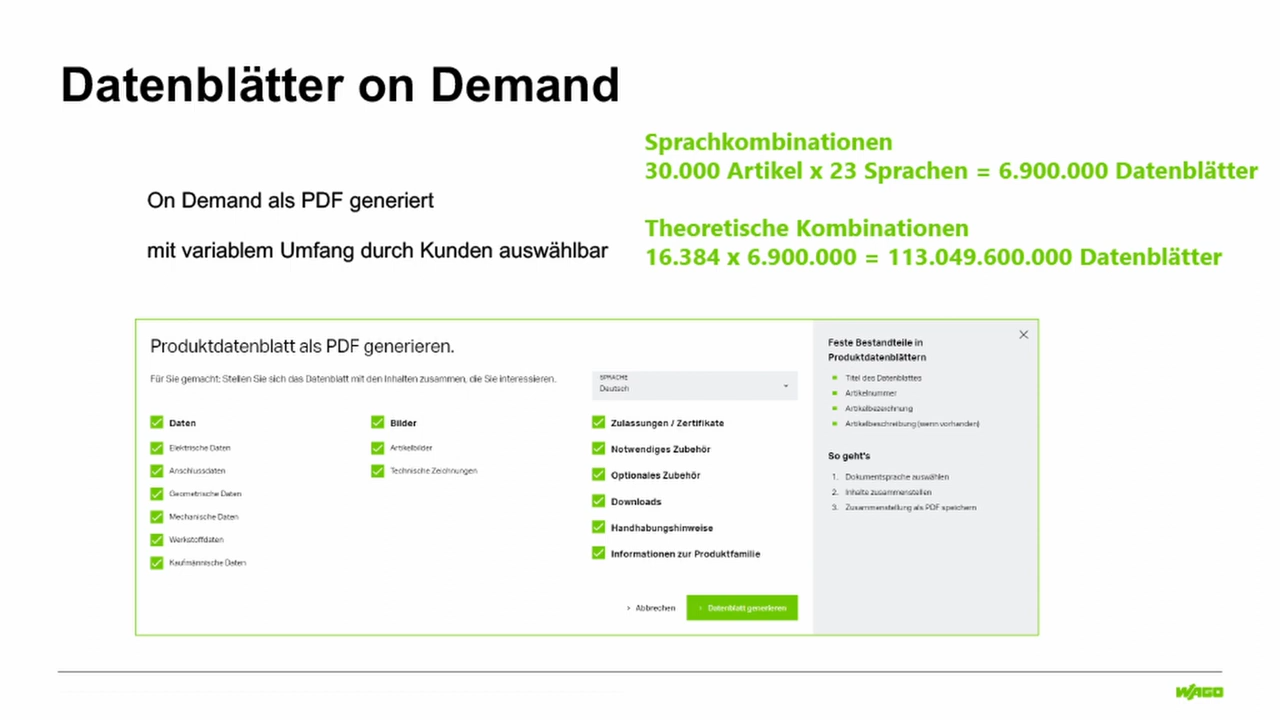 Datenblätter on Demand
Sprachkombinationen
30.000 Artikel x 23 Sprachen = 6.900.000 Datenblätter
On Demand als PDF generiert
Theoretische Kombinationen
mit variablem Umfang durch Kunden auswählbar
16.384 x 6.900.000 = 113.049.600.000 Datenblätter
Produktdatenblatt als PDF generieren.
Für Sie gemacht: Stellen Sie sich das Datenblatt mit den Inhalten zusammen, die Sie interessieren.
SPRACHE
Deutsch
Daten
Elektrische Daten
Anschlussdaten
Geometrische Daten
Mechanische Daten
Werkstoffdaten
Kaufmännische Daten
Bilder
Artikelbilder
Technische Zeichnungen
Zulassungen / Zertifikate
Notwendiges Zubehör
Optionales Zubehör
Downloads
Handhabungshinweise
Informationen zur Produktfamilie
Abbrechen
Datenblatt generieren
Feste Bestandteile in
Produktdatenblättern
Titel des Datenblattes
Artikelnummer
Artikelbezeichnung
Artikelbeschreibung (wenn vorhanden)
So geht's
1. Dokumentsprache auswählen
2. Inhalte zusammenstellen
3. Zusammenstellung als PDF speichern
WAGO